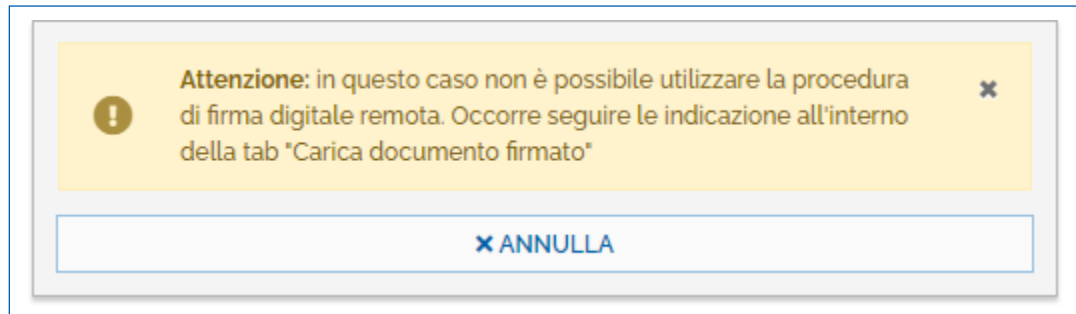 Attenzione: in questo caso non è possibile utilizzare la procedura
di firma digitale remota. Occorre seguire le indicazione all'interno
della tab "Carica documento firmato"
ANNULLA